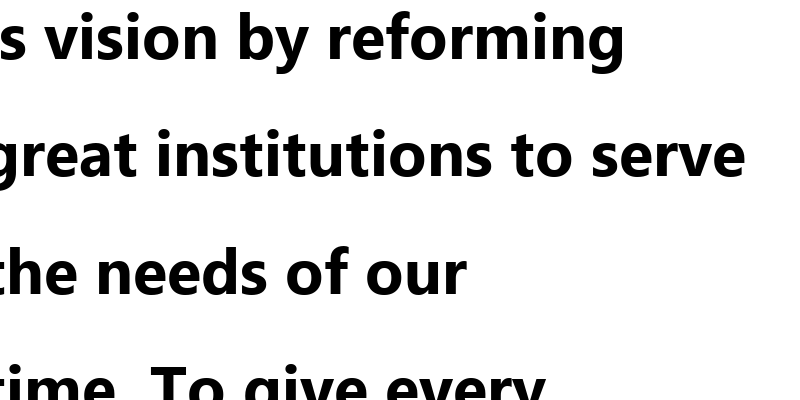 s vision by reforming
great institutions to serve
the needs of our
time. To give every